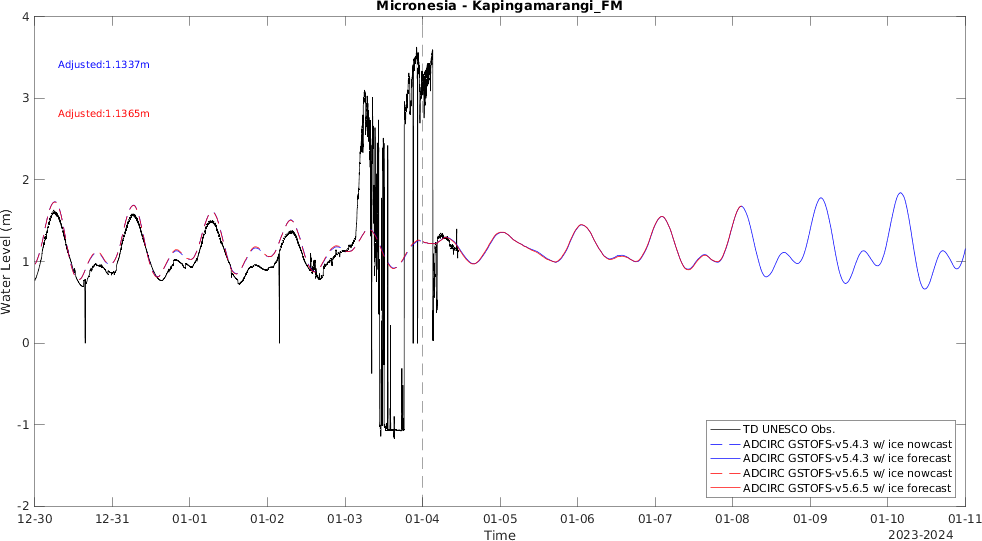 Micronesia - Kapingamarangi_FM
Adjusted:1.1337m
Adjusted:1.1365m
Water Level (m)
4
3
2
1
0
-1
-2
TD UNESCO Obs.
ADCIRC GSTOFS-v5.4.3 w/ ice nowcast
ADCIRC GSTOFS-v5.4.3 w/ ice forecast
ADCIRC GSTOFS-v5.6.5 w/ ice nowcast
ADCIRC GSTOFS-v5.6.5 w/ ice forecast
12-30 12-31 01-01 01-02 01-03 01-04 01-05 01-06 01-07 01-08 01-09 01-10 01-11
Time
2023-2024